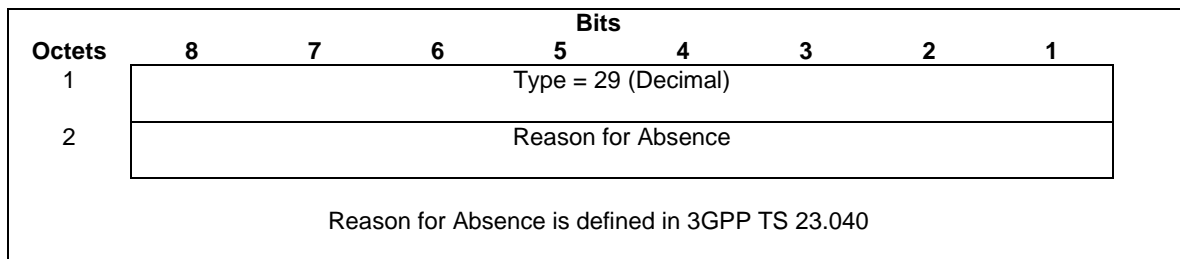 Bits
Octets 8 7 6 5 4 3 2 1
1 Type = 29 (Decimal)
2 Reason for Absence
Reason for Absence is defined in 3GPP TS 23.040